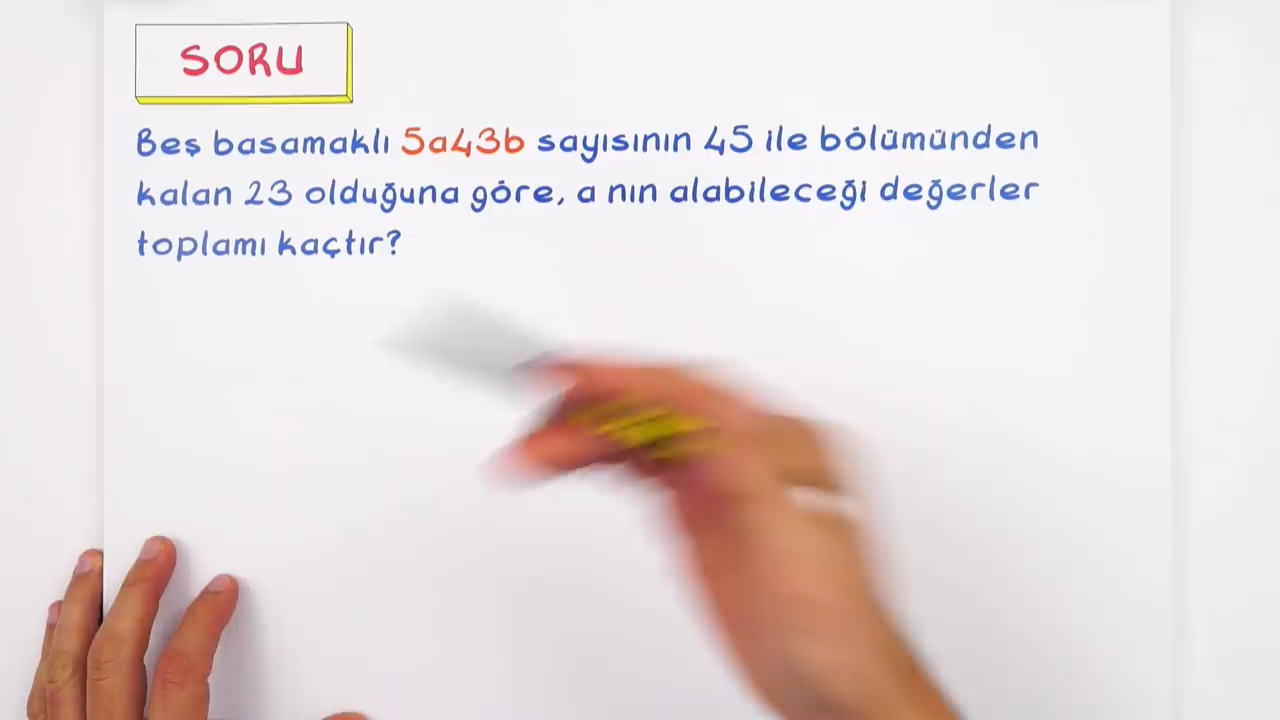 SORU
Beş basamaklı 5a43b sayısının 45 ile bölümünden
kalan 23 olduğuna göre, a nın alabileceği değerler
toplamı kaçtır?